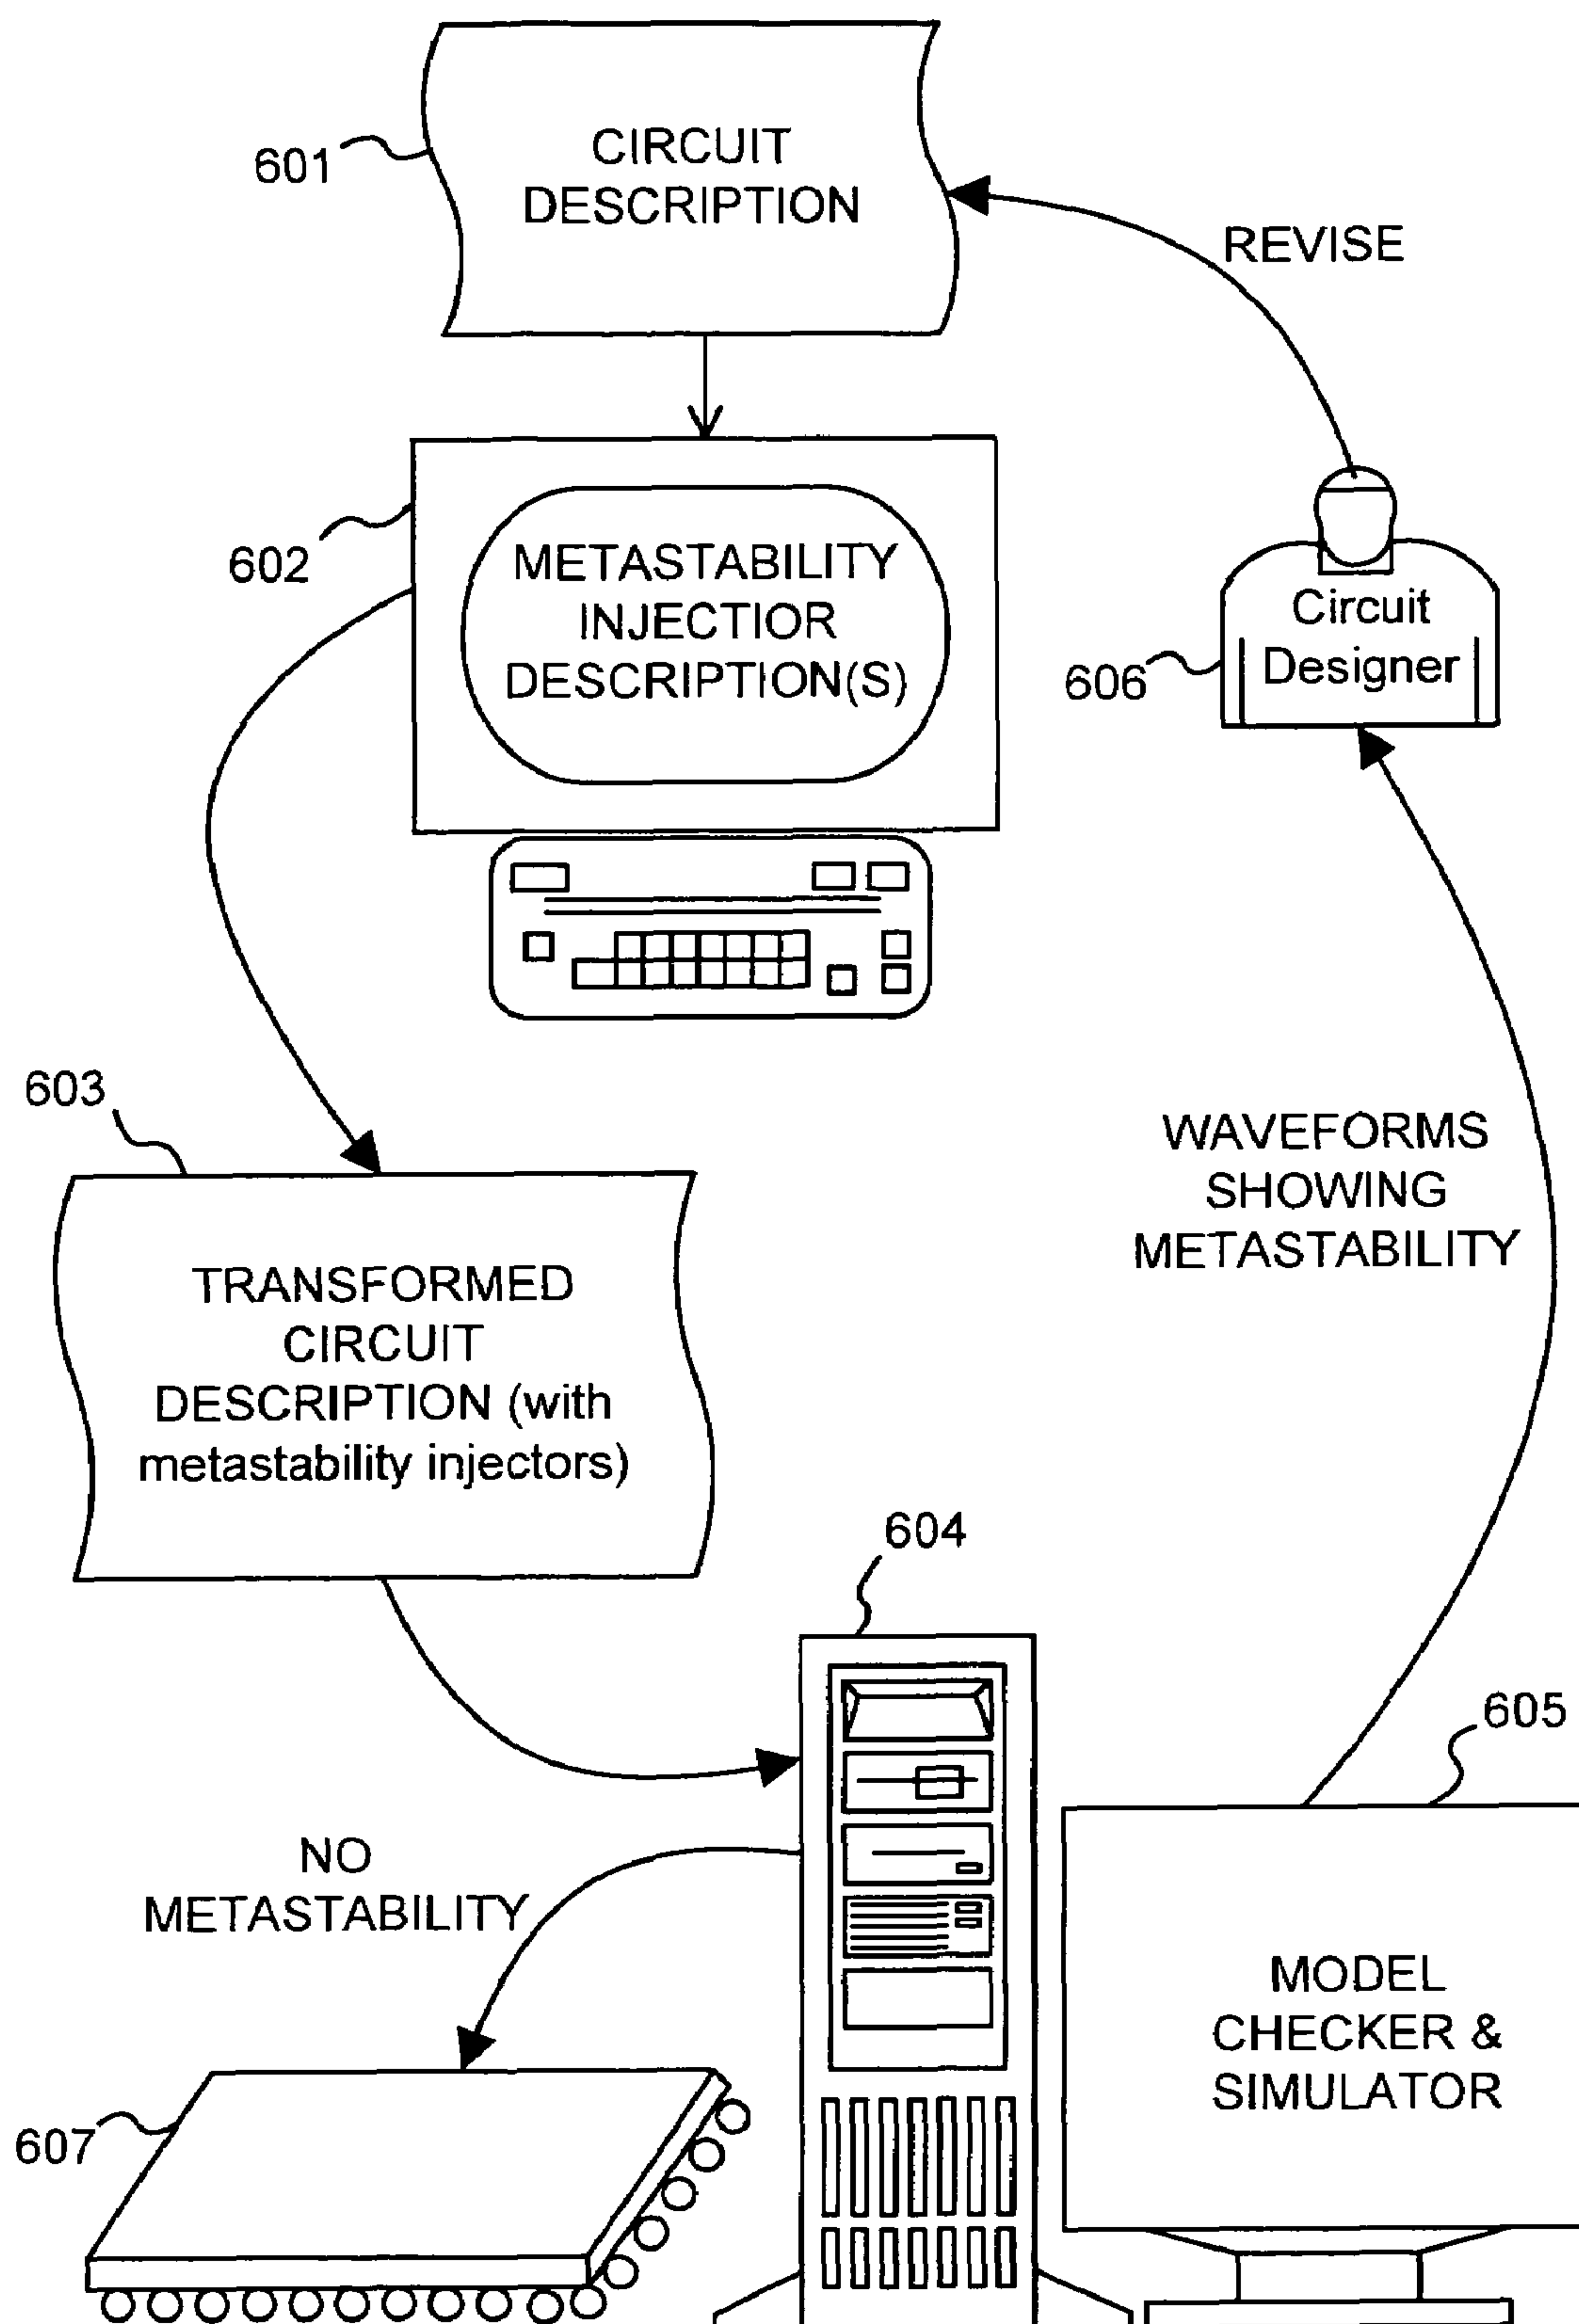 CIRCUIT
DESCRIPTION
601
REVISE
METASTABILITY
INJECTIOR
DESCRIPTION(S)
602
Circuit
Designer
606
603
TRANSFORMED
CIRCUIT
DESCRIPTION (with
metastability injectors)
WAVEFORMS
SHOWING
METASTABILITY
604
605
NO
METASTABILITY
MODEL
CHECKER &
SIMULATOR
607